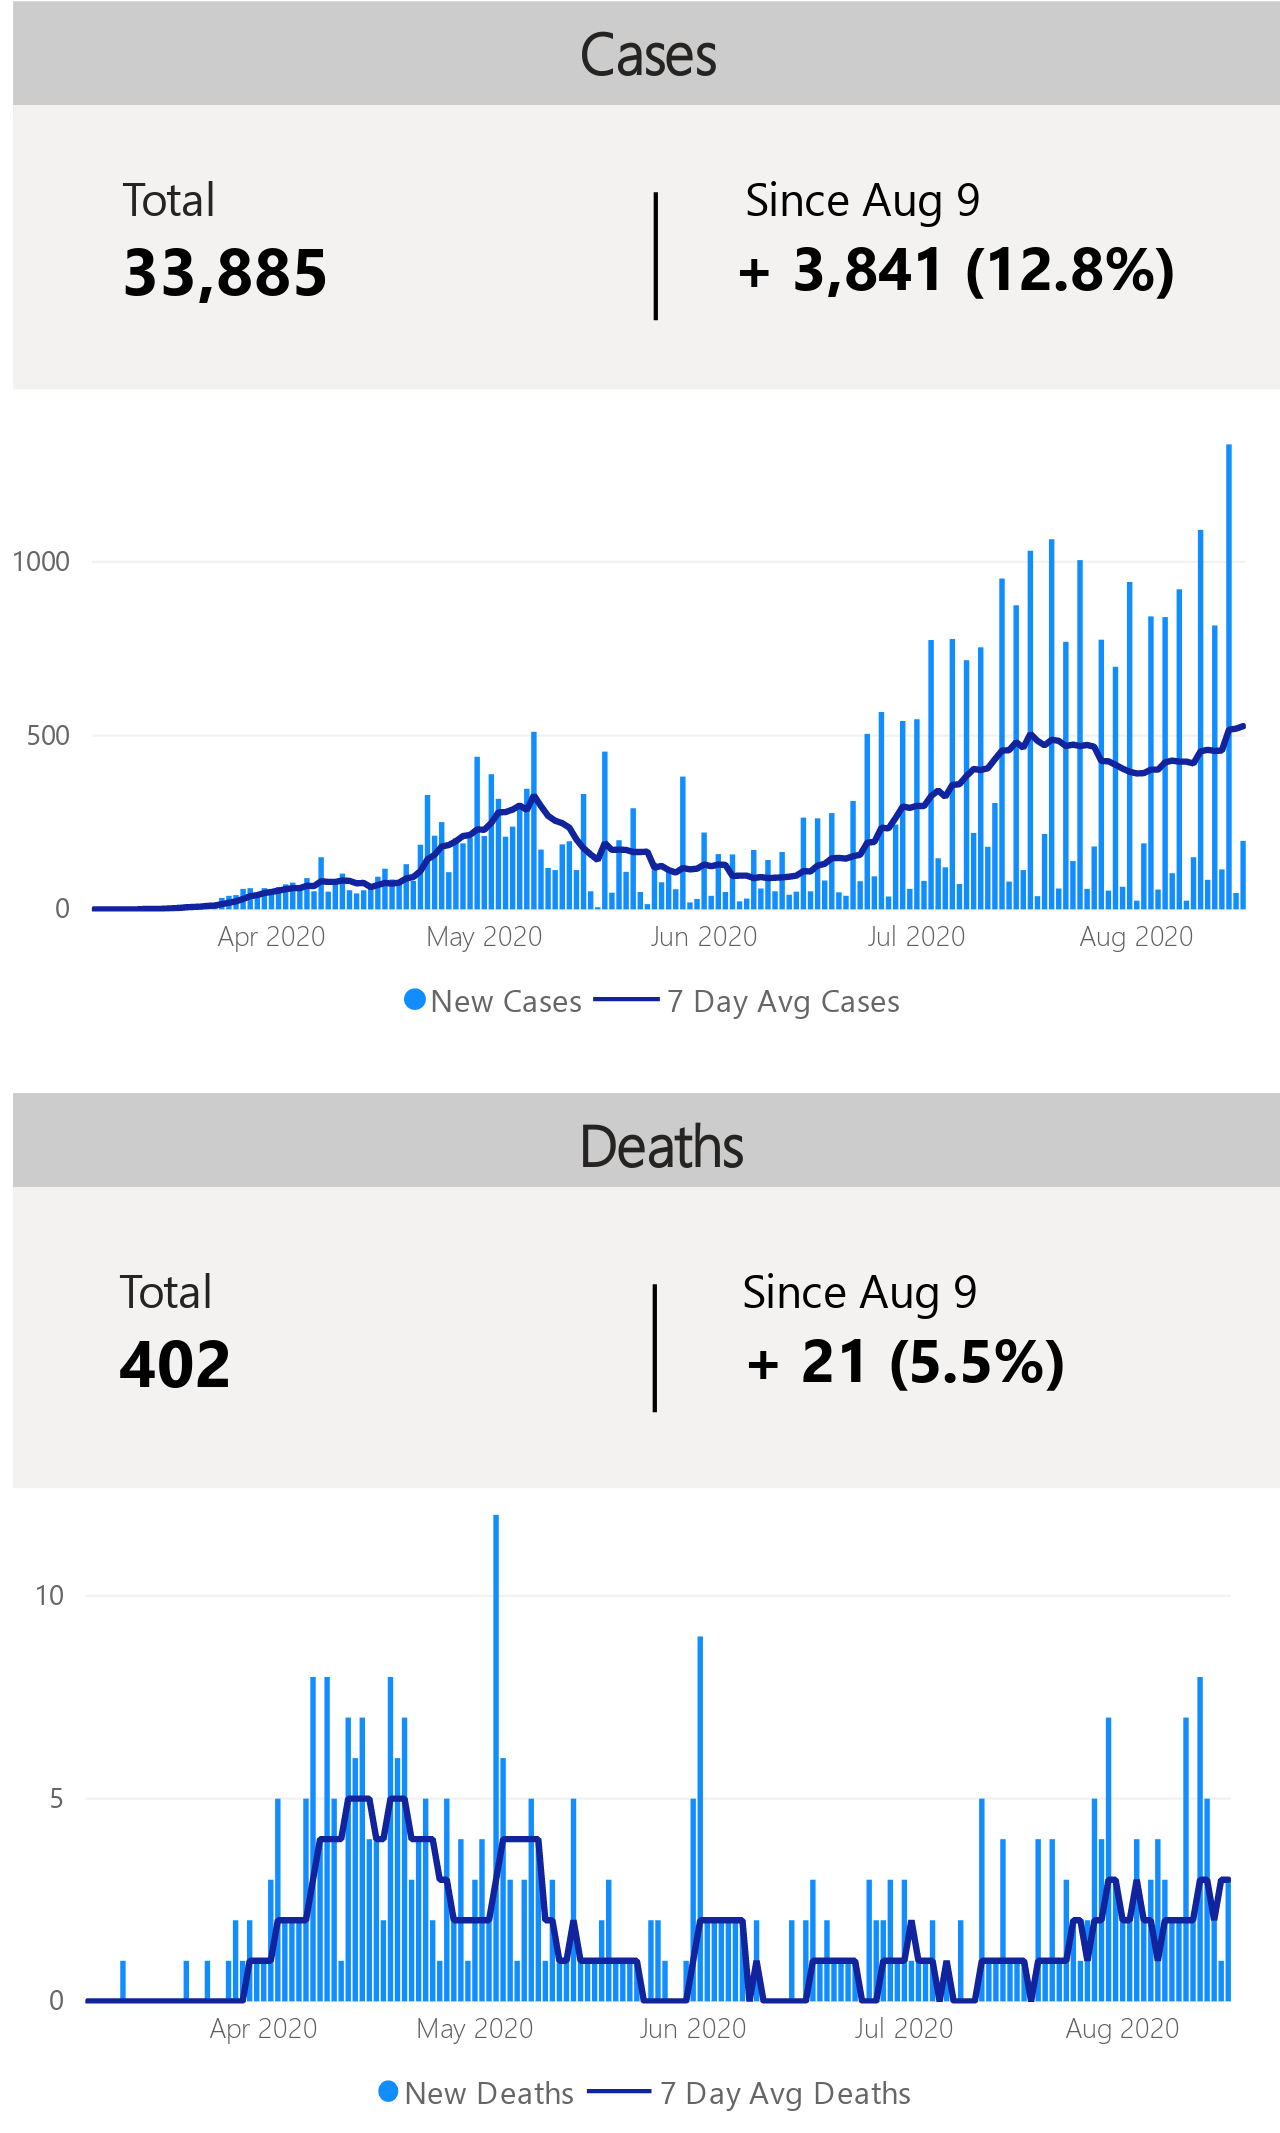 Cases
Total
Since Aug 9
33,885
+ 3,841 (12.8%)
1000
500
0
Apr 2020 May 2020 Jun 2020 Jul 2020 Aug 2020
New Cases 7 Day Avg Cases
Deaths
Total
Since Aug 9
402
+ 21 (5.5%)
10
5
0
Apr 2020 May 2020 Jun 2020 Jul 2020 Aug 2020
New Deaths 7 Day Avg Deaths